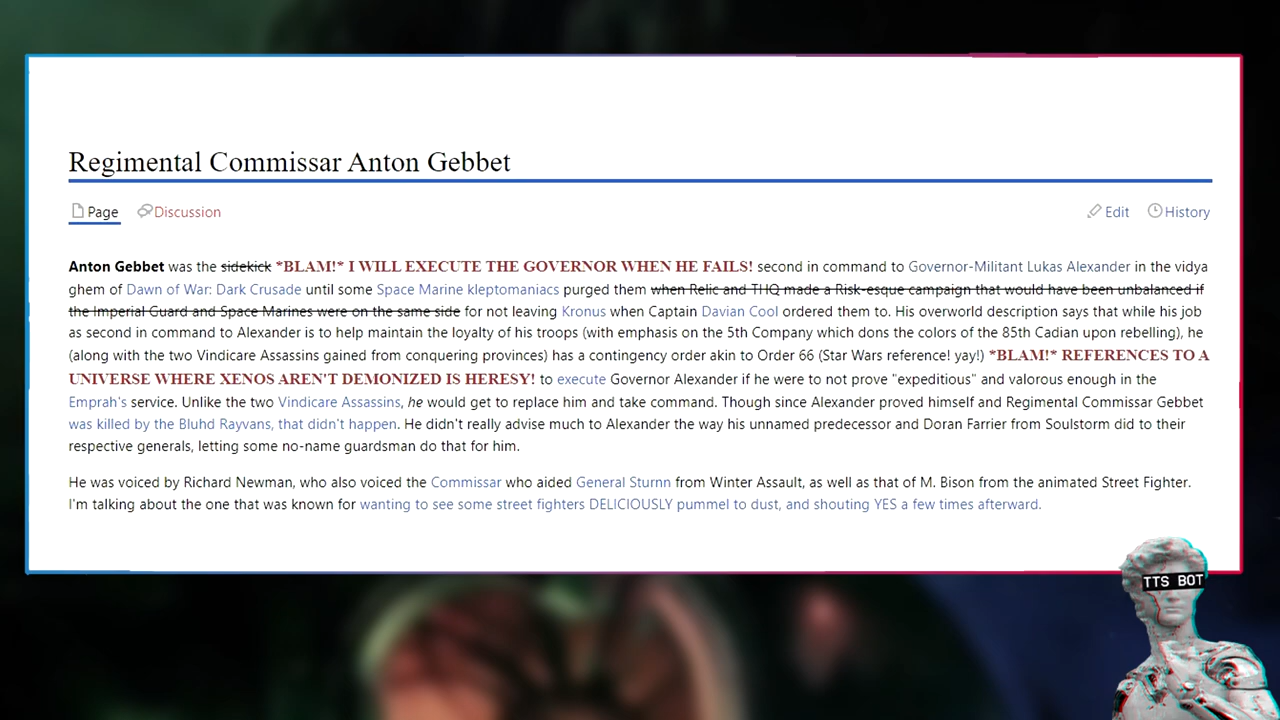 Regimental Commissar Anton Gebbet
Page Discussion Edit History
Anton Gebbet was the sidekick *BLAM!* I WILL EXECUTE THE GOVERNOR WHEN HE FAILS! second in command to Governor-Militant Lukas Alexander in the vidya
ghem of Dawn of War: Dark Crusade until some Space Marine kleptomaniacs purged them when Relic and THQ made a Risk-esque campaign that would have been unbalanced if
the Imperial Guard and Space Marines were on the same side for not leaving Kronus when Captain Davian Cool ordered them to. His overworld description says that while his job
as second in command to Alexander is to help maintain the loyalty of his troops (with emphasis on the 5th Company which dons the colors of the 85th Cadian upon rebelling), he
(along with the two Vindicare Assassins gained from conquering provinces) has a contingency order akin to Order 66 (Star Wars reference! yay!) *BLAM!* REFERENCES TO A
UNIVERSE WHERE XENOS AREN'T DEMONIZED IS HERESY! to execute Governor Alexander if he were to not prove "expeditious" and valorous enough in the
Emprah's service. Unlike the two Vindicare Assassins, he would get to replace him and take command. Though since Alexander proved himself and Regimental Commissar Gebbet
was killed by the Bluhd Rayvans, that didn't happen. He didn't really advise much to Alexander the way his unnamed predecessor and Doran Farrier from Soulstorm did to their
respective generals, letting some no-name guardsman do that for him.
He was voiced by Richard Newman, who also voiced the Commissar who aided General Sturnn from Winter Assault, as well as that of M. Bison from the animated Street Fighter.
I'm talking about the one that was known for wanting to see some street fighters DELICIOUSLY pummel to dust, and shouting YES a few times afterward.
TTS BOT